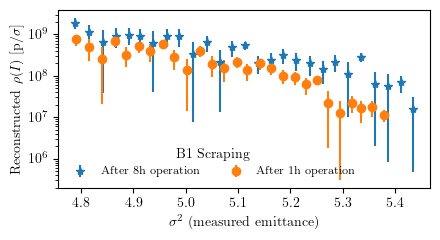 Reconstructed ρ(I) [p/σ]
10⁹
10⁸
10⁷
10⁶
B1 Scraping
After 8h operation After 1h operation
4.8 4.9 5.0 5.1 5.2 5.3 5.4
σ² (measured emittance)